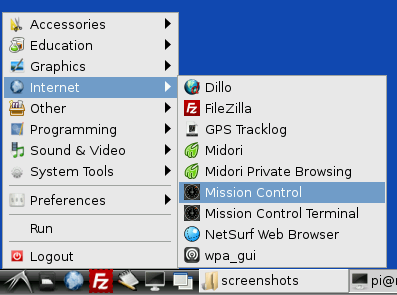 Accessories
Education
Graphics
Internet
Other
Programming
Sound & Video
System Tools
Preferences
Run
Logout
Dillo
FileZilla
GPS Tracklog
Midori
Midori Private Browsing
Mission Control
Mission Control Terminal
NetSurf Web Browser
wpa_gui
Fz
screenshots
pi@